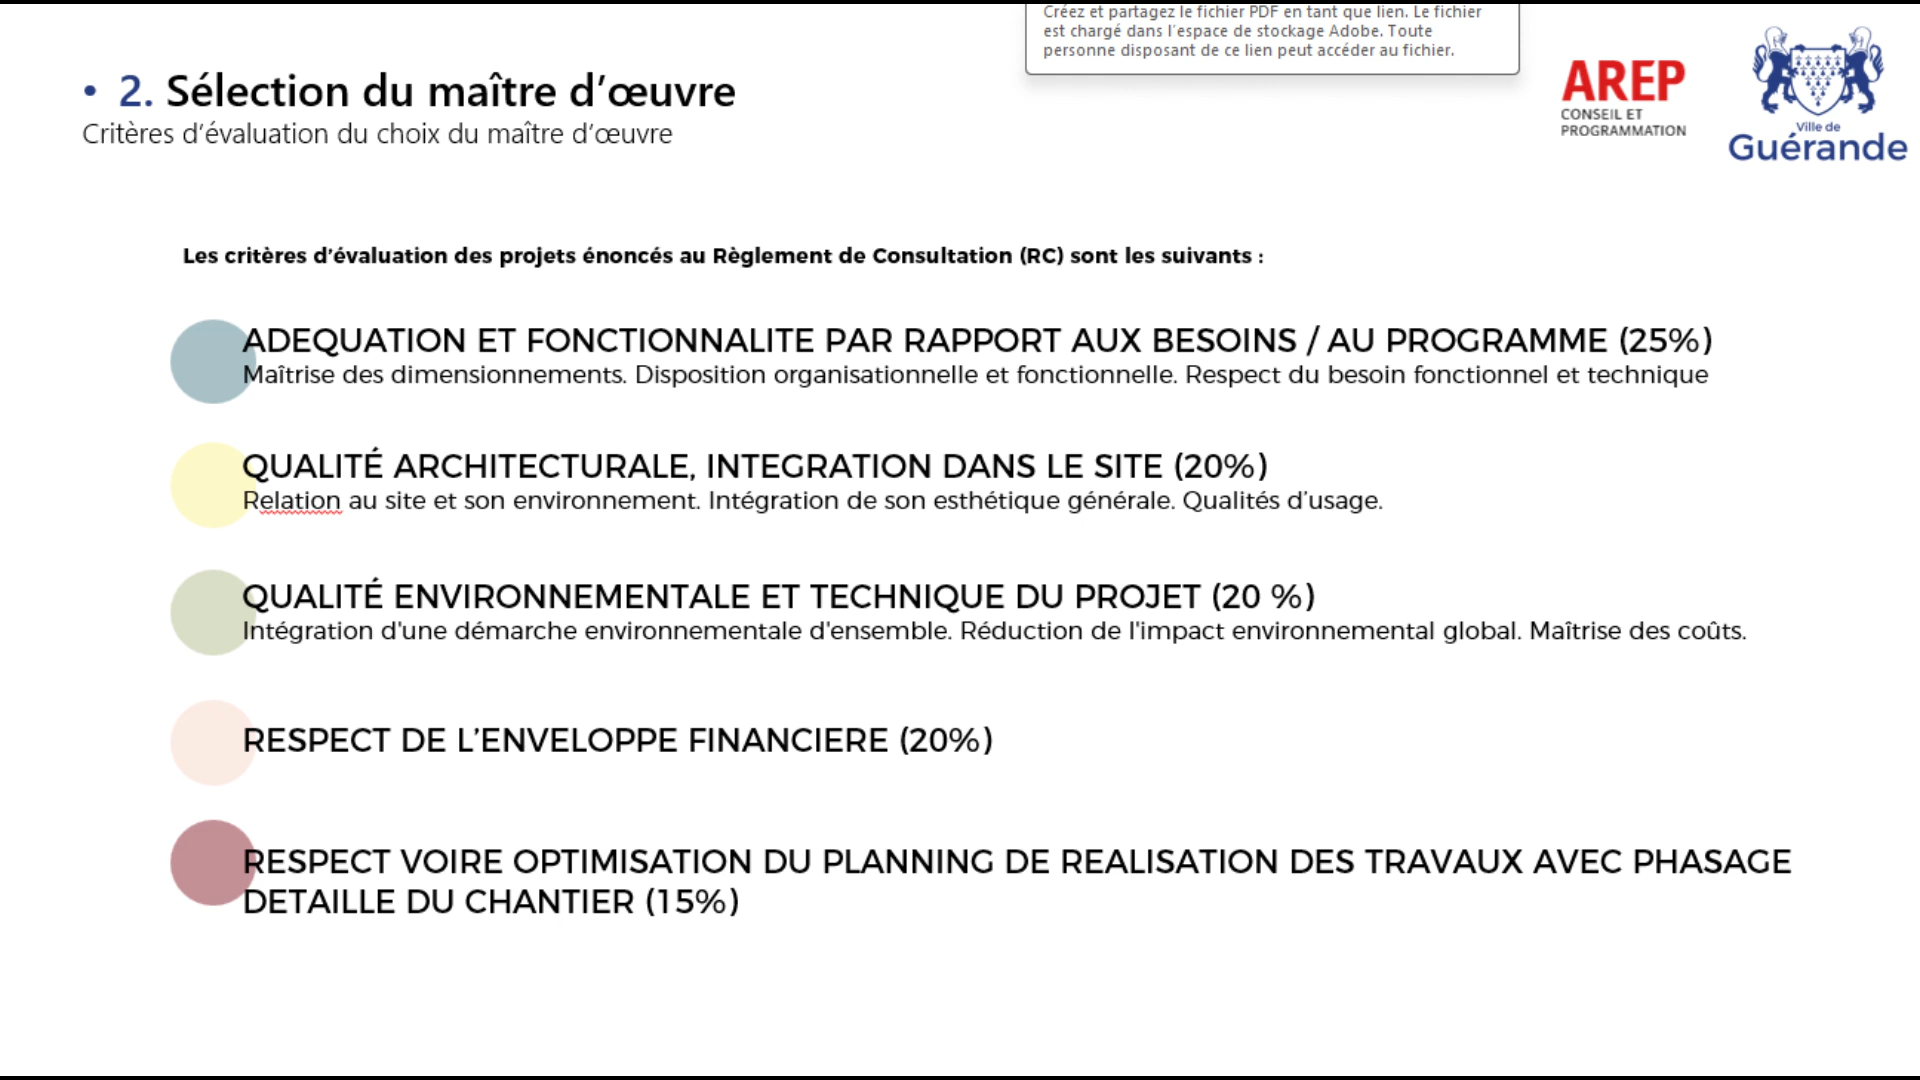 Créez et partagez le fichier PDF en tant que lien. Le fichier
est chargé dans l'espace de stockage Adobe. Toute
personne disposant de ce lien peut accéder au fichier.
• 2. Sélection du maître d’œuvre
Critères d’évaluation du choix du maître d’œuvre
AREP
CONSEIL ET
PROGRAMMATION
Ville de
Guérande
Les critères d’évaluation des projets énoncés au Règlement de Consultation (RC) sont les suivants :
ADEQUATION ET FONCTIONNALITE PAR RAPPORT AUX BESOINS / AU PROGRAMME (25%)
Maîtrise des dimensionnements. Disposition organisationnelle et fonctionnelle. Respect du besoin fonctionnel et technique
QUALITÉ ARCHITECTURALE, INTEGRATION DANS LE SITE (20%)
Relation au site et son environnement. Intégration de son esthétique générale. Qualités d’usage.
QUALITÉ ENVIRONNEMENTALE ET TECHNIQUE DU PROJET (20 %)
Intégration d'une démarche environnementale d'ensemble. Réduction de l'impact environnemental global. Maîtrise des coûts.
RESPECT DE L’ENVELOPPE FINANCIERE (20%)
RESPECT VOIRE OPTIMISATION DU PLANNING DE REALISATION DES TRAVAUX AVEC PHASAGE
DETAILLE DU CHANTIER (15%)